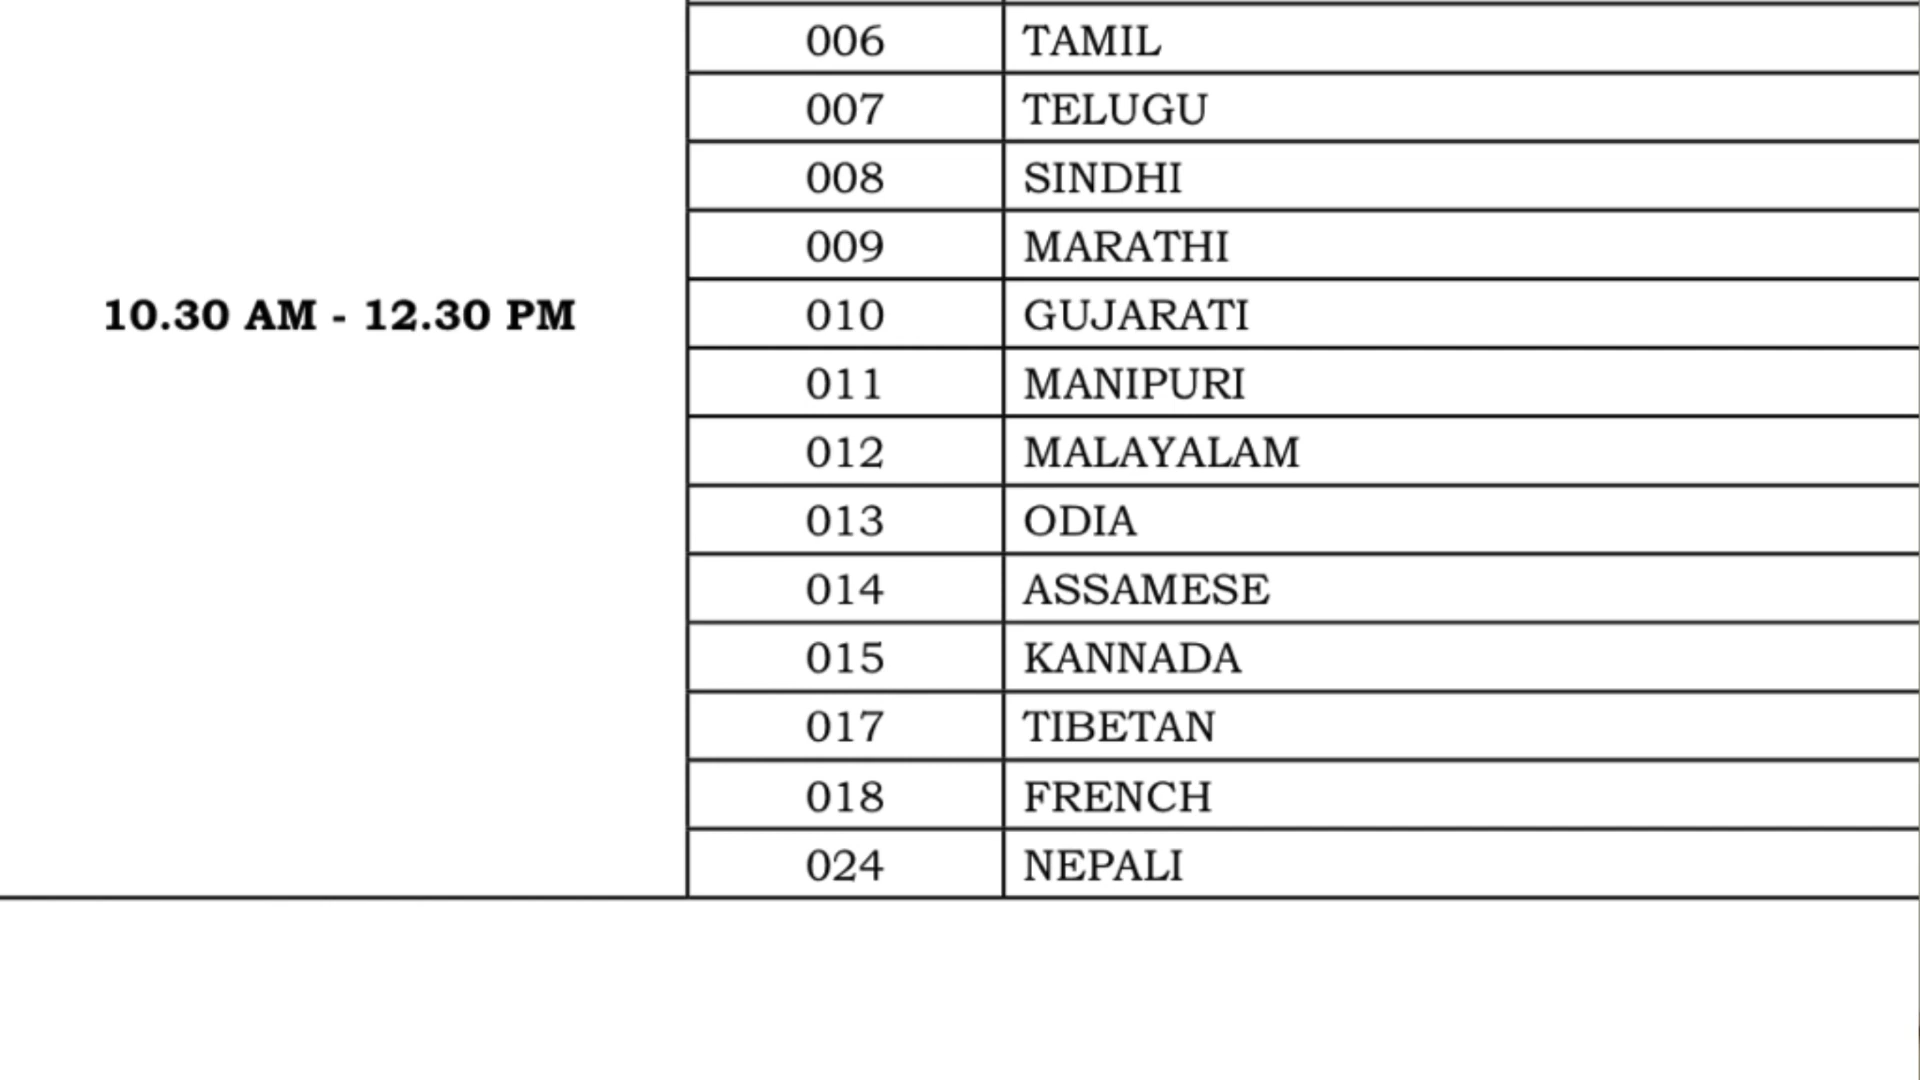 006 TAMIL
007 TELUGU
008 SINDHI
009 MARATHI
10.30 AM - 12.30 PM 010 GUJARATI
011 MANIPURI
012 MALAYALAM
013 ODIA
014 ASSAMESE
015 KANNADA
017 TIBETAN
018 FRENCH
024 NEPALI